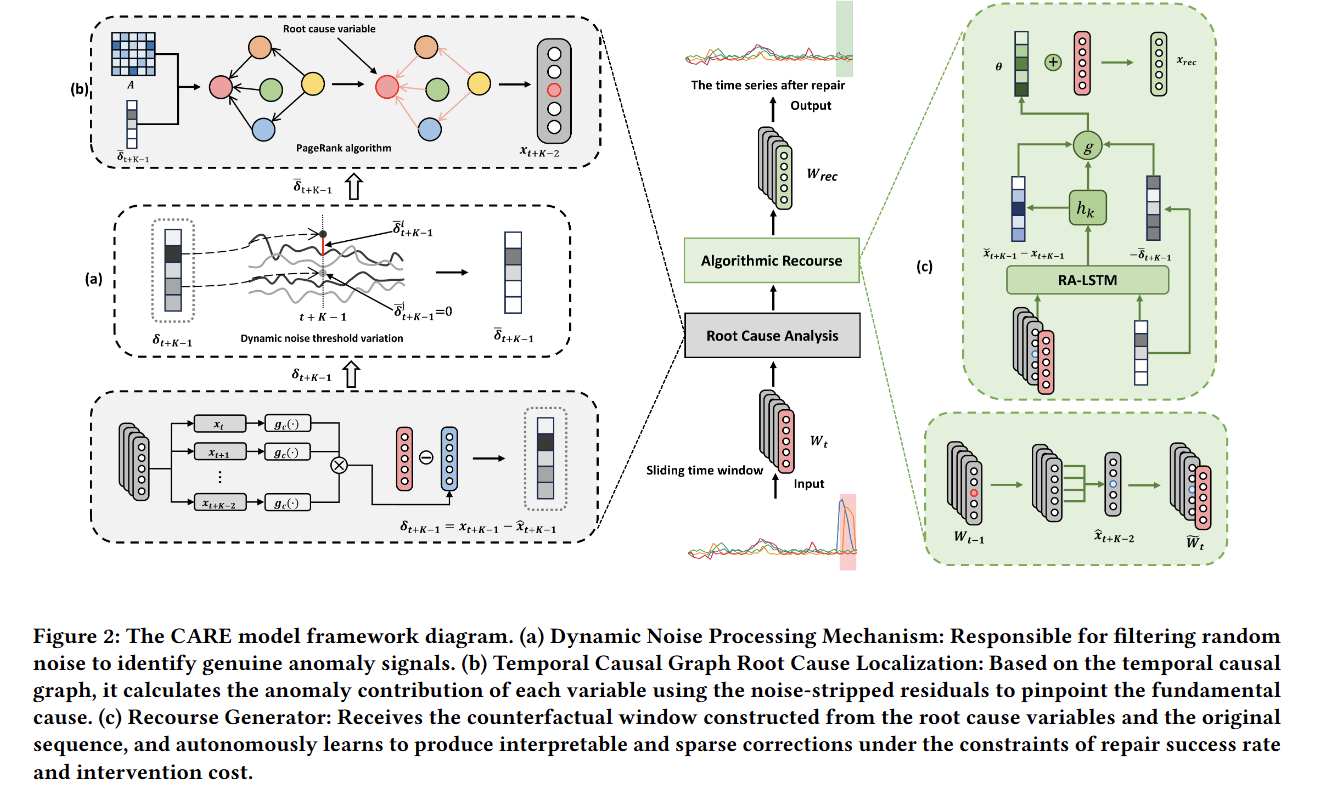 (b)
A
δ̅ₜ₊K−1
Root cause variable
PageRank algorithm
xₜ₊K−2
δ̅ₜ₊K−1
(a)
δₜ₊K−1
δ̅ⁱₜ₊K−1
δ̅ʲₜ₊K−1=0
t + K − 1
Dynamic noise threshold variation
δ̅ₜ₊K−1
δₜ₊K−1
xₜ
g_c(·)
xₜ₊₁
g_c(·)
⋮
xₜ₊K−2
g_c(·)
δₜ₊K−1 = xₜ₊K−1 − x̂ₜ₊K−1
The time series after repair
Output
W_rec
Algorithmic Recourse
Root Cause Analysis
Wₜ
Sliding time window
Input
(c)
θ
x_rec
g
h_k
x̌ₜ₊K−1 − xₜ₊K−1
−δ̅ₜ₊K−1
RA-LSTM
Wₜ₋₁
x̂ₜ₊K−2
W̃ₜ
Figure 2: The CARE model framework diagram. (a) Dynamic Noise Processing Mechanism: Responsible for filtering random
noise to identify genuine anomaly signals. (b) Temporal Causal Graph Root Cause Localization: Based on the temporal causal
graph, it calculates the anomaly contribution of each variable using the noise-stripped residuals to pinpoint the fundamental
cause. (c) Recourse Generator: Receives the counterfactual window constructed from the root cause variables and the original
sequence, and autonomously learns to produce interpretable and sparse corrections under the constraints of repair success rate
and intervention cost.